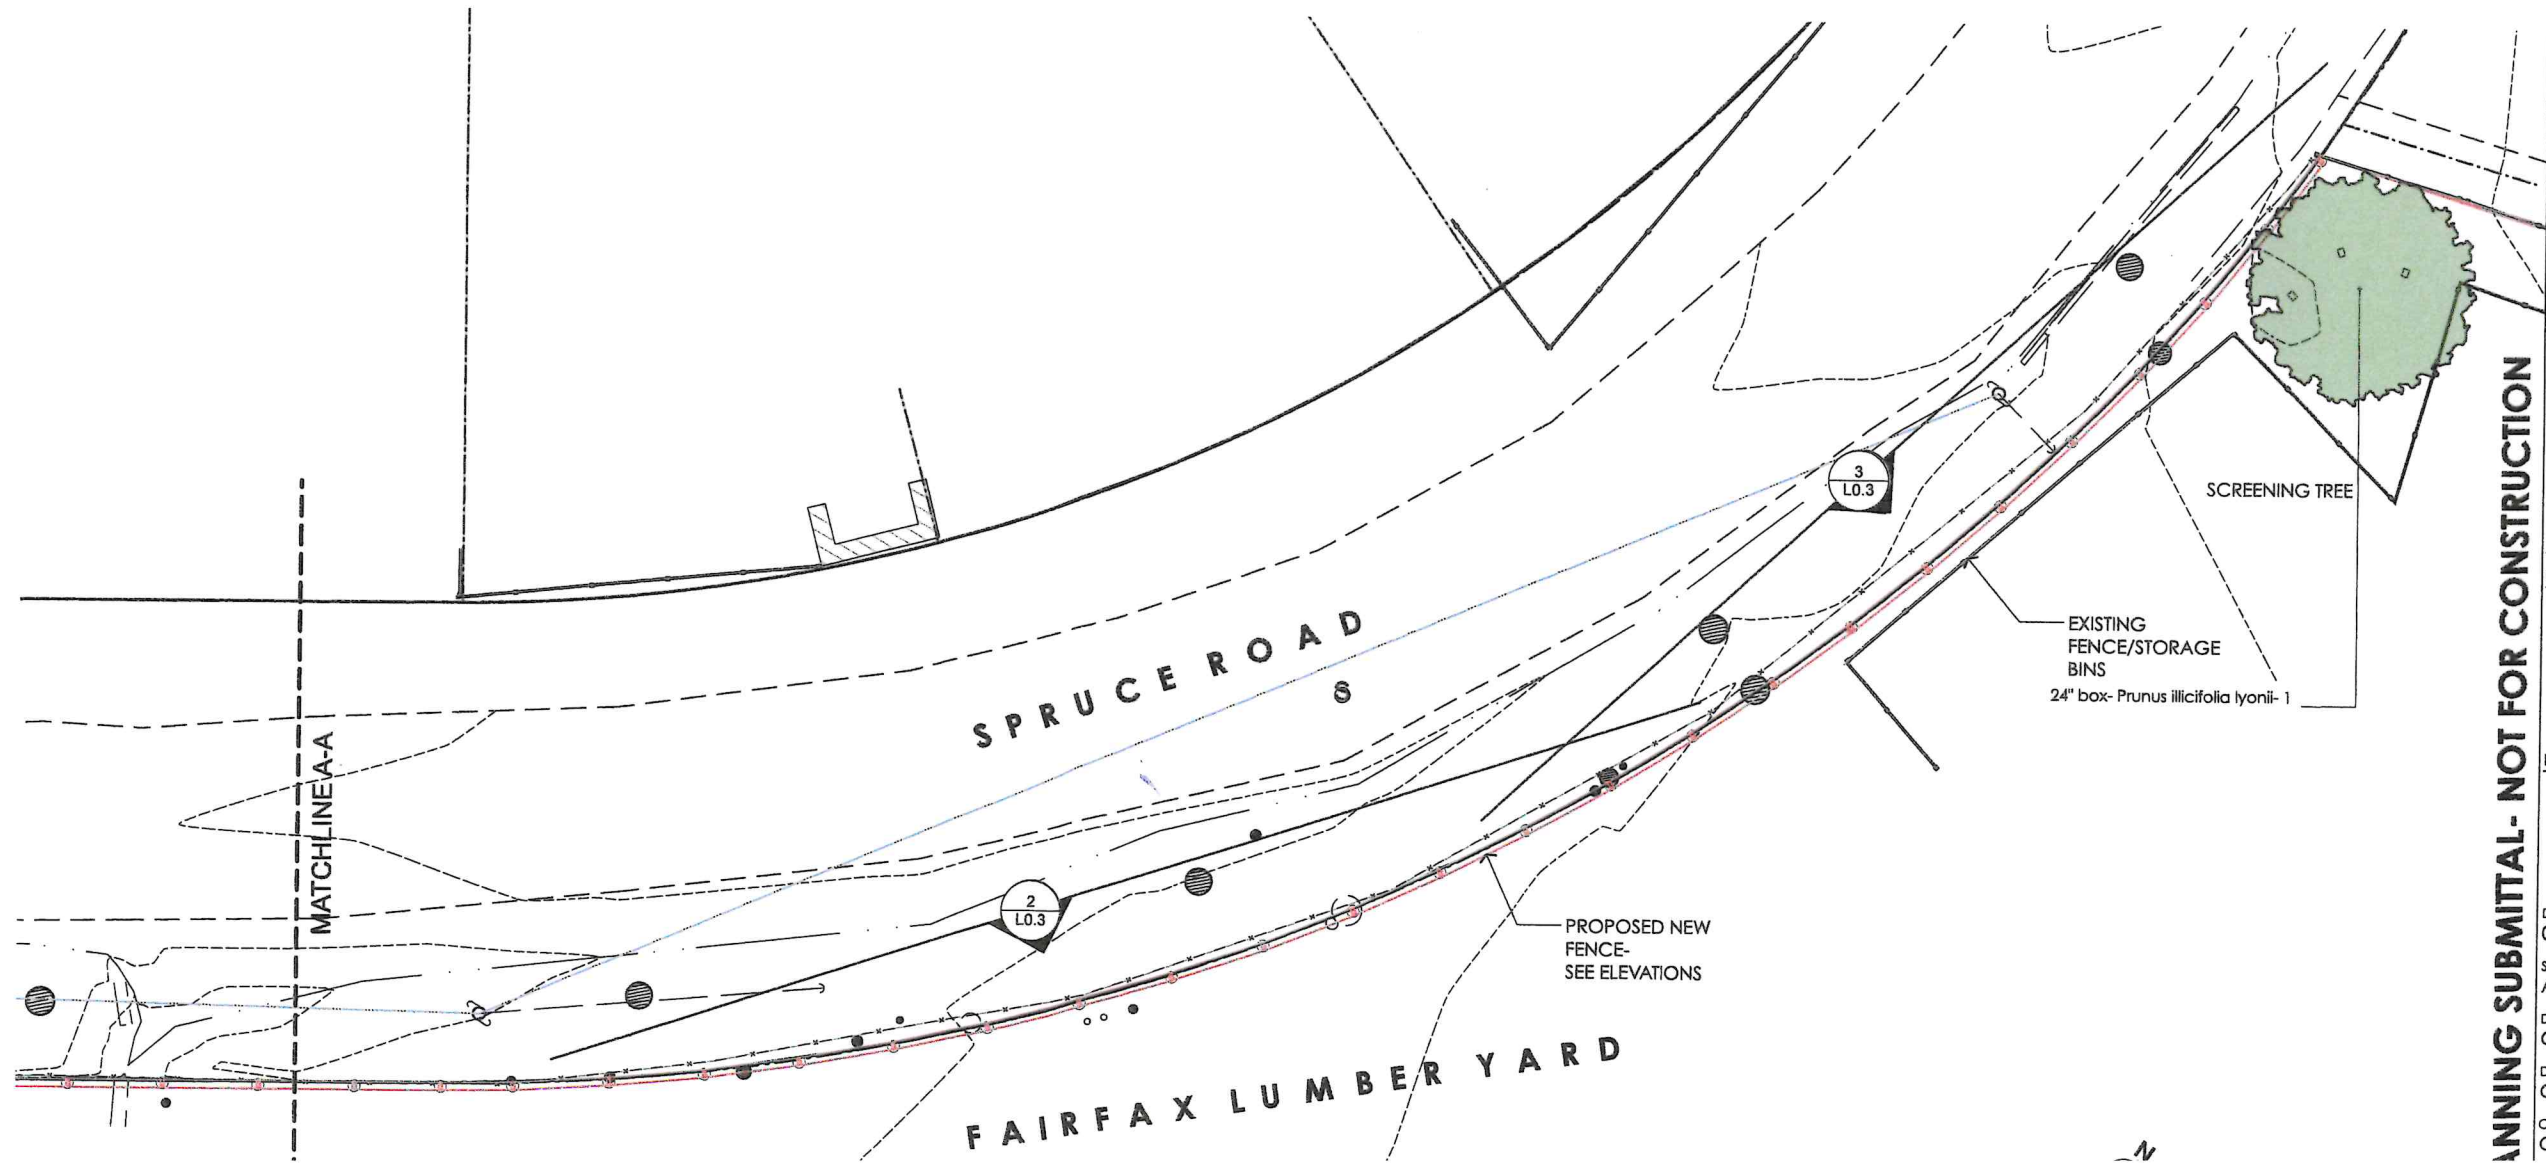 3
L0.3
SCREENING TREE
EXISTING
FENCE/STORAGE
BINS
24" box- Prunus illicifolia lyonii- 1
SPRUCE ROAD
S
MATCHLINE A-A
2
L0.3
PROPOSED NEW
FENCE-
SEE ELEVATIONS
FAIRFAX LUMBER YARD
N
ANNING SUBMITTAL- NOT FOR CONSTRUCTION